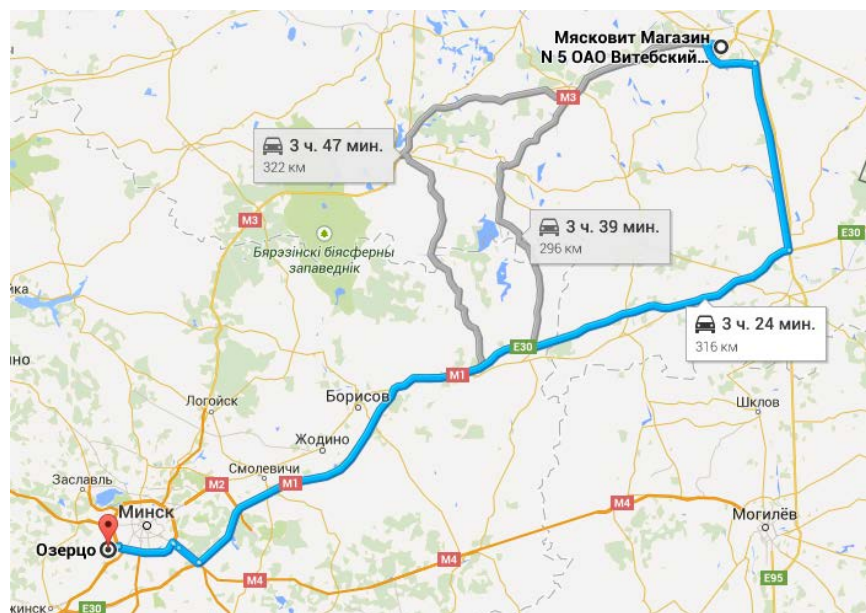 Мясковит Магазин
N 5 ОАО Витебский...
M3
3 ч. 47 мин.
322 км
M3
3 ч. 39 мин.
296 км
E30
Бярэзінскі біясферны
запаведнік
3 ч. 24 мин.
316 км
E30
M1
Борисов
Логойск
Шклов
Жодино
Смолевичи
Заславль
M2
M1
Минск
M4
Могилёв
Озерцо
M4
E30
E95